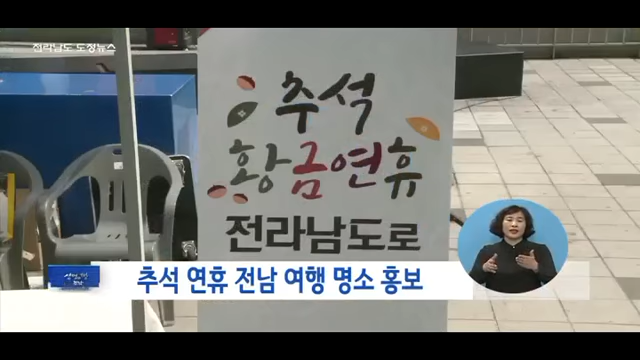 전라남도 도정뉴스
추석
황금연휴
전라남도로
추석 연휴 전남 여행 명소 홍보